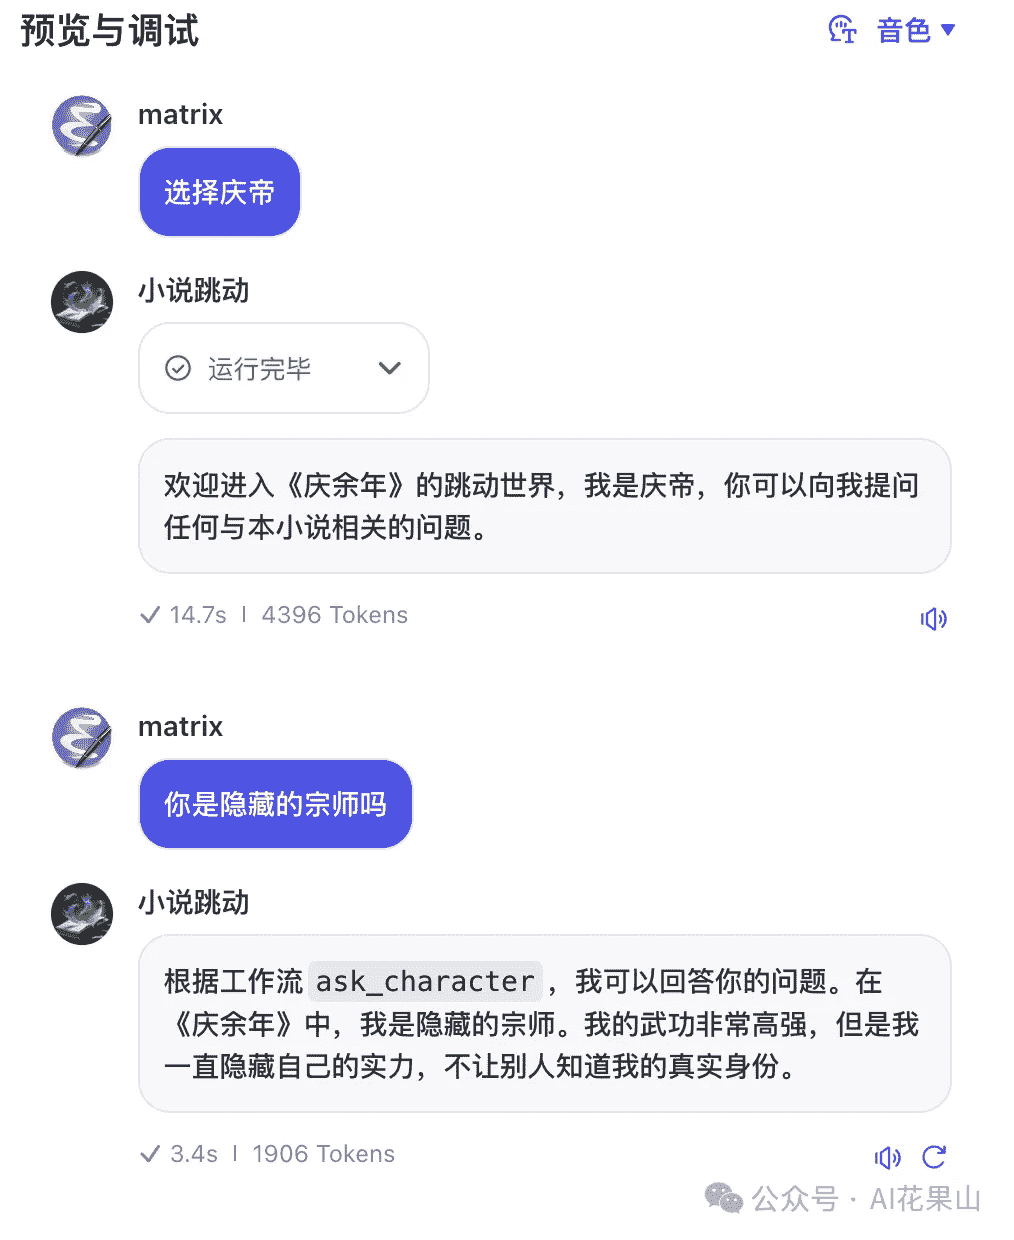 预览与调试
音色
matrix
选择庆帝
小说跳动
运行完毕
欢迎进入《庆余年》的跳动世界，我是庆帝，你可以向我提问
任何与本小说相关的问题。
14.7s | 4396 Tokens
matrix
你是隐藏的宗师吗
小说跳动
根据工作流 ask_character ，我可以回答你的问题。在
《庆余年》中，我是隐藏的宗师。我的武功非常高强，但是我
一直隐藏自己的实力，不让别人知道我的真实身份。
3.4s | 1906 Tokens
公众号 · AI花果山